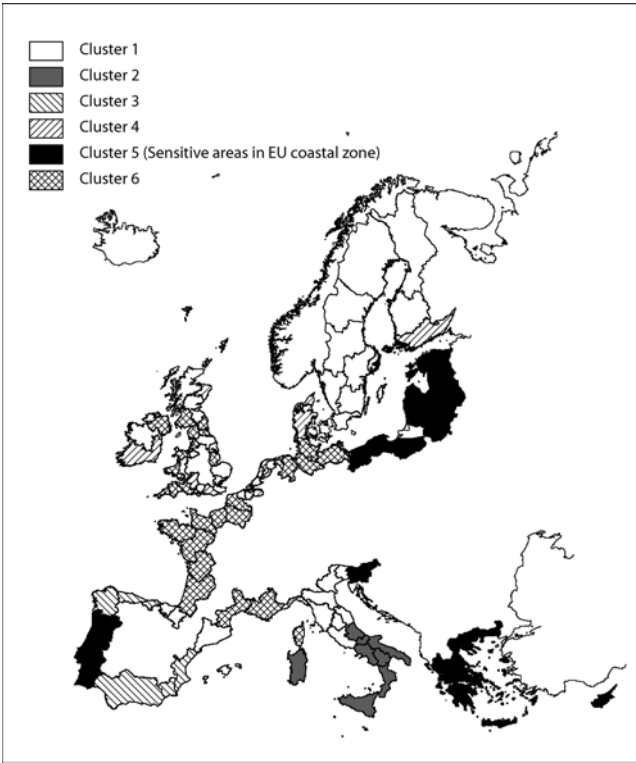 Cluster 1
Cluster 2
Cluster 3
Cluster 4
Cluster 5 (Sensitive areas in EU coastal zone)
Cluster 6